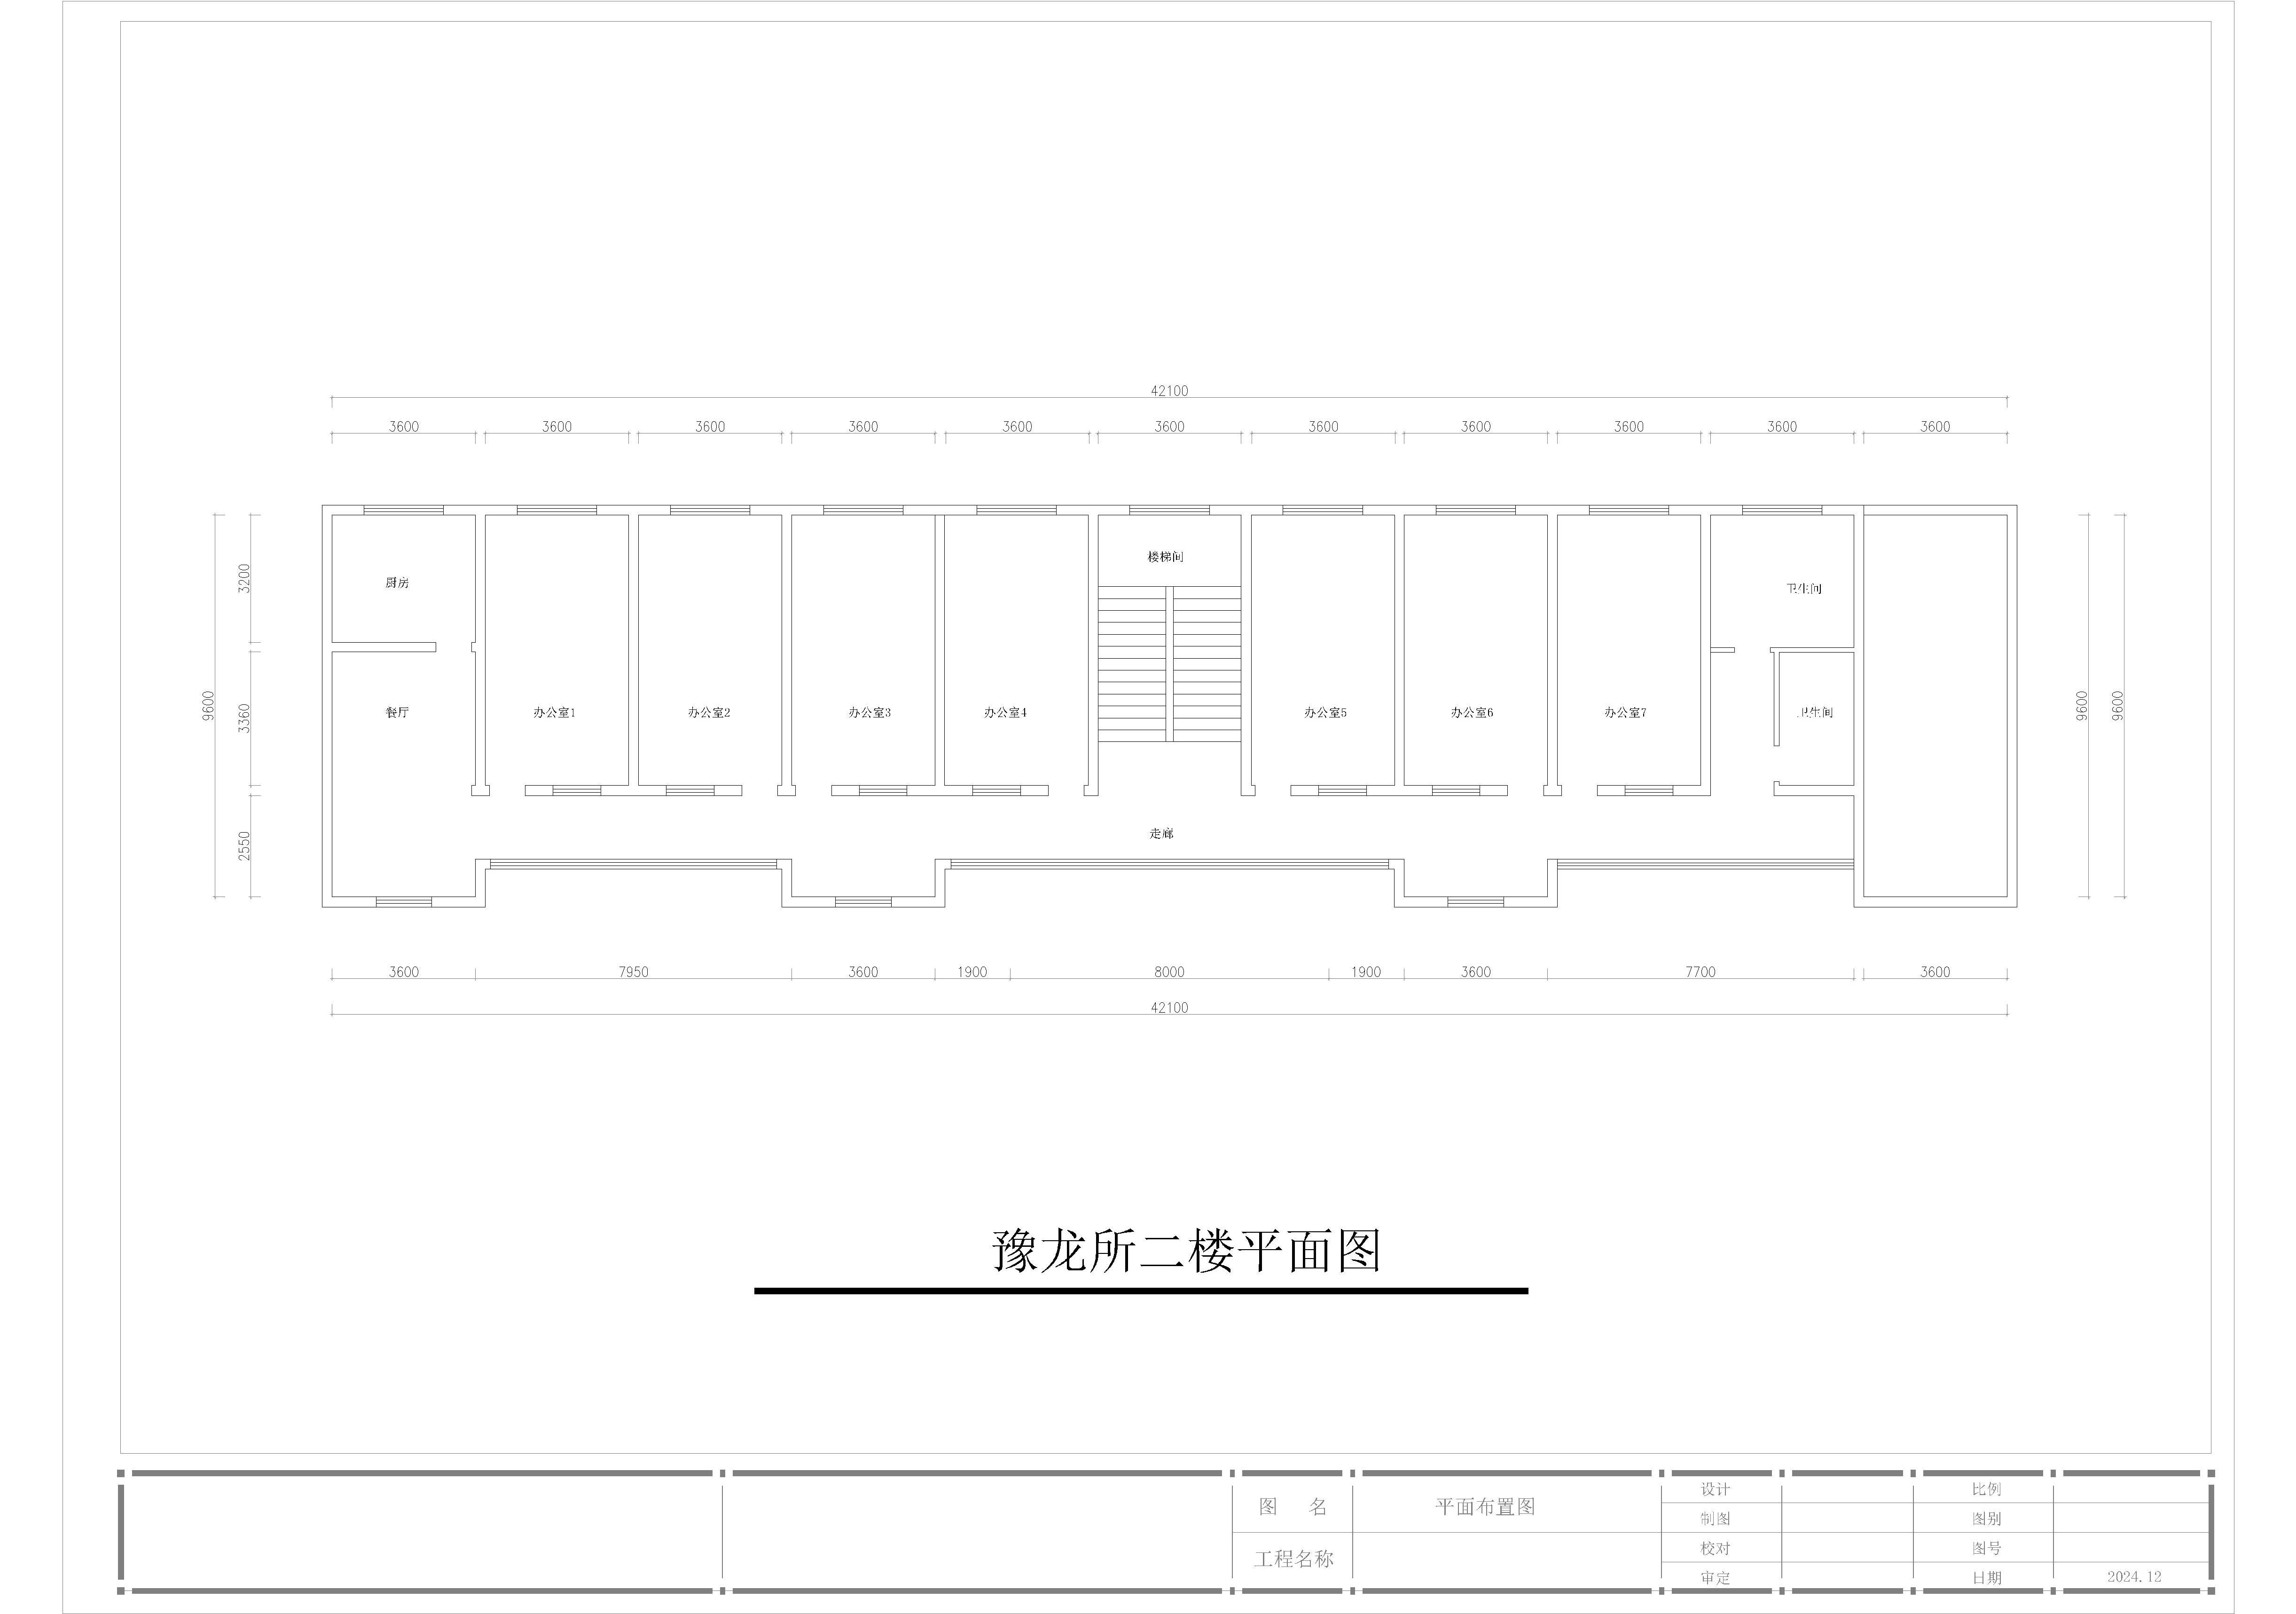 42100
3600 3600 3600 3600 3600 3600 3600 3600 3600 3600 3600
楼梯间
厨房 卫生间
3200
餐厅 办公室1 办公室2 办公室3 办公室4 办公室5 办公室6 办公室7 卫生间
9600 3360 9600 9600
走廊
2550
3600 7950 3600 1900 8000 1900 3600 7700 3600
42100
豫龙所二楼平面图
图 名 平面布置图
工程名称
设计 比例
制图 图别
校对 图号
审定 日期 2024.12